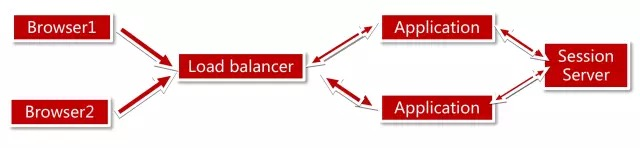 Browser1
Browser2
Load balancer
Application
Application
Session
Server